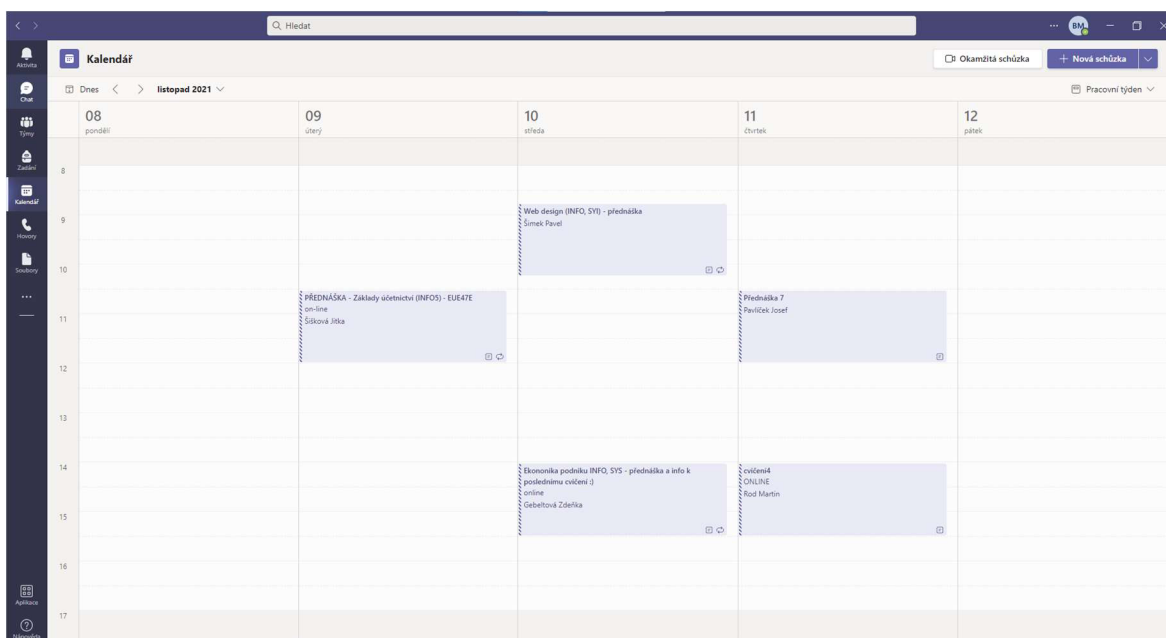 Hledat
BM
Aktivita
Chat
Týmy
Zadání
Kalendář
Hovory
Soubory
Aplikace
Nápověda
Kalendář
Okamžitá schůzka
+ Nová schůzka
Dnes
listopad 2021
Pracovní týden
08
pondělí
09
úterý
10
středa
11
čtvrtek
12
pátek
8
9
10
11
12
13
14
15
16
17
PŘEDNÁŠKA - Základy účetnictví (INFO5) - EUE47E
on-line
Šišková Jitka
Web design (INFO, SYI) - přednáška
Šimek Pavel
Ekononika podniku INFO, SYS - přednáška a info k
poslednímu cvičení :)
online
Gebeltová Zdeňka
Přednáška 7
Pavlíček Josef
cvičení4
ONLINE
Rod Martin